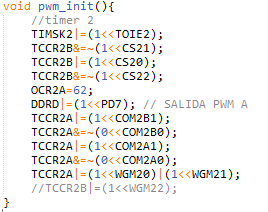 void pwm_init(){
//timer 2
TIMSK2|=(1<<TOIE2);
TCCR2B&=~(1<<CS21);
TCCR2B|=(1<<CS20);
TCCR2B&=~(1<<CS22);
OCR2A=62;
DDRD|=(1<<PD7); // SALIDA PWM A
TCCR2A|=(1<<COM2B1);
TCCR2A&=~(0<<COM2B0);
TCCR2A|=(1<<COM2A1);
TCCR2A&=~(0<<COM2A0);
TCCR2A|=(1<<WGM20)|(1<<WGM21);
//TCCR2B|=(1<<WGM22);
}